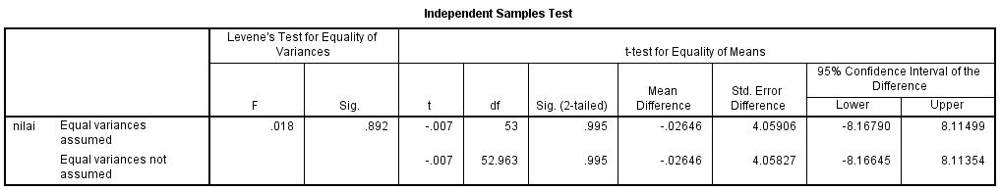 Independent Samples Test
Levene's Test for Equality of
Variances
t-test for Equality of Means
95% Confidence Interval of the
Difference
F Sig. t df Sig. (2-tailed) Mean
Difference Std. Error
Difference Lower Upper
nilai Equal variances
assumed .018 .892 -.007 53 .995 -.02646 4.05906 -8.16790 8.11499
Equal variances not
assumed -.007 52.963 .995 -.02646 4.05827 -8.16645 8.11354